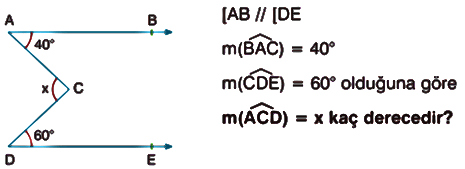 A B
40°
x C
60°
D E
[AB // [DE
m(BAC) = 40°
m(CDE) = 60° olduğuna göre
m(ACD) = x kaç derecedir?